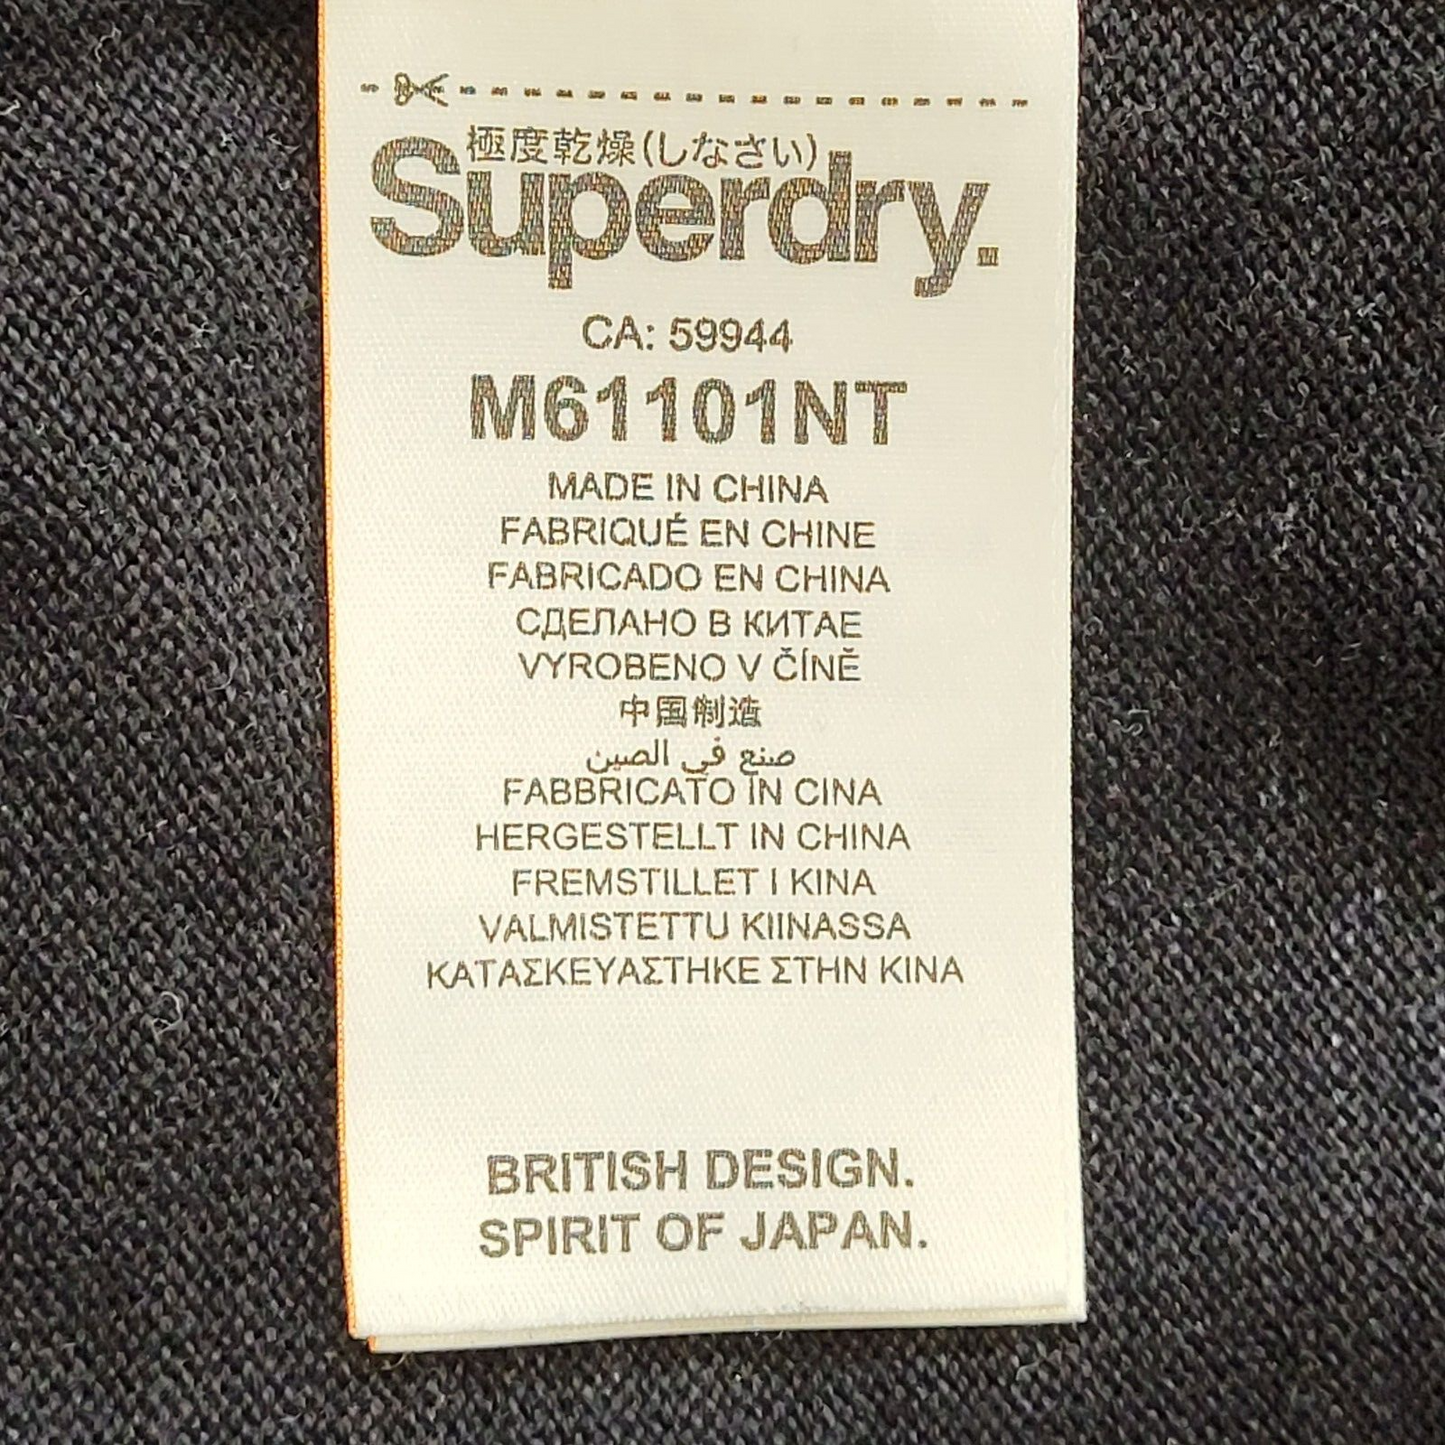 極度乾燥(しなさい)
Superdry.
CA: 59944
M61101NT
MADE IN CHINA
FABRIQUÉ EN CHINE
FABRICADO EN CHINA
СДЕЛАНО В КИТАЕ
VYROBENO V ČÍNĚ
中国制造
صنع في الصين
FABBRICATO IN CINA
HERGESTELLT IN CHINA
FREMSTILLET I KINA
VALMISTETTU KIINASSA
ΚΑΤΑΣΚΕΥΑΣΤΗΚΕ ΣΤΗΝ ΚΙΝΑ
BRITISH DESIGN.
SPIRIT OF JAPAN.